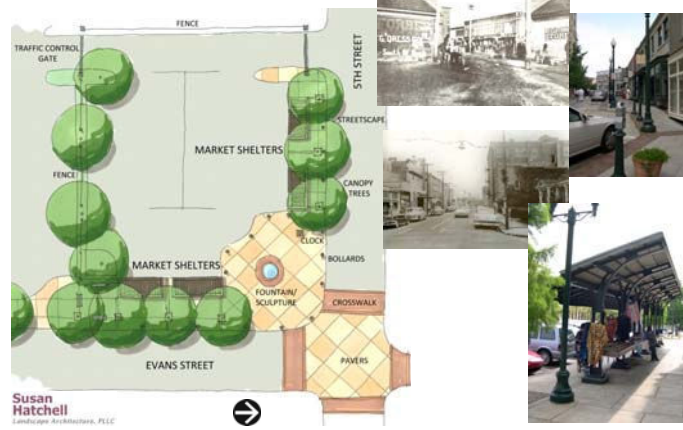 FENCE
TRAFFIC CONTROL
GATE
5TH STREET
STREETSCAPE
MARKET SHELTERS
FENCE
CANOPY
TREES
CLOCK
MARKET SHELTERS
BOLLARDS
FOUNTAIN/
SCULPTURE
CROSSWALK
PAVERS
EVANS STREET
Susan
Hatchell
Landscape Architecture, PLLC